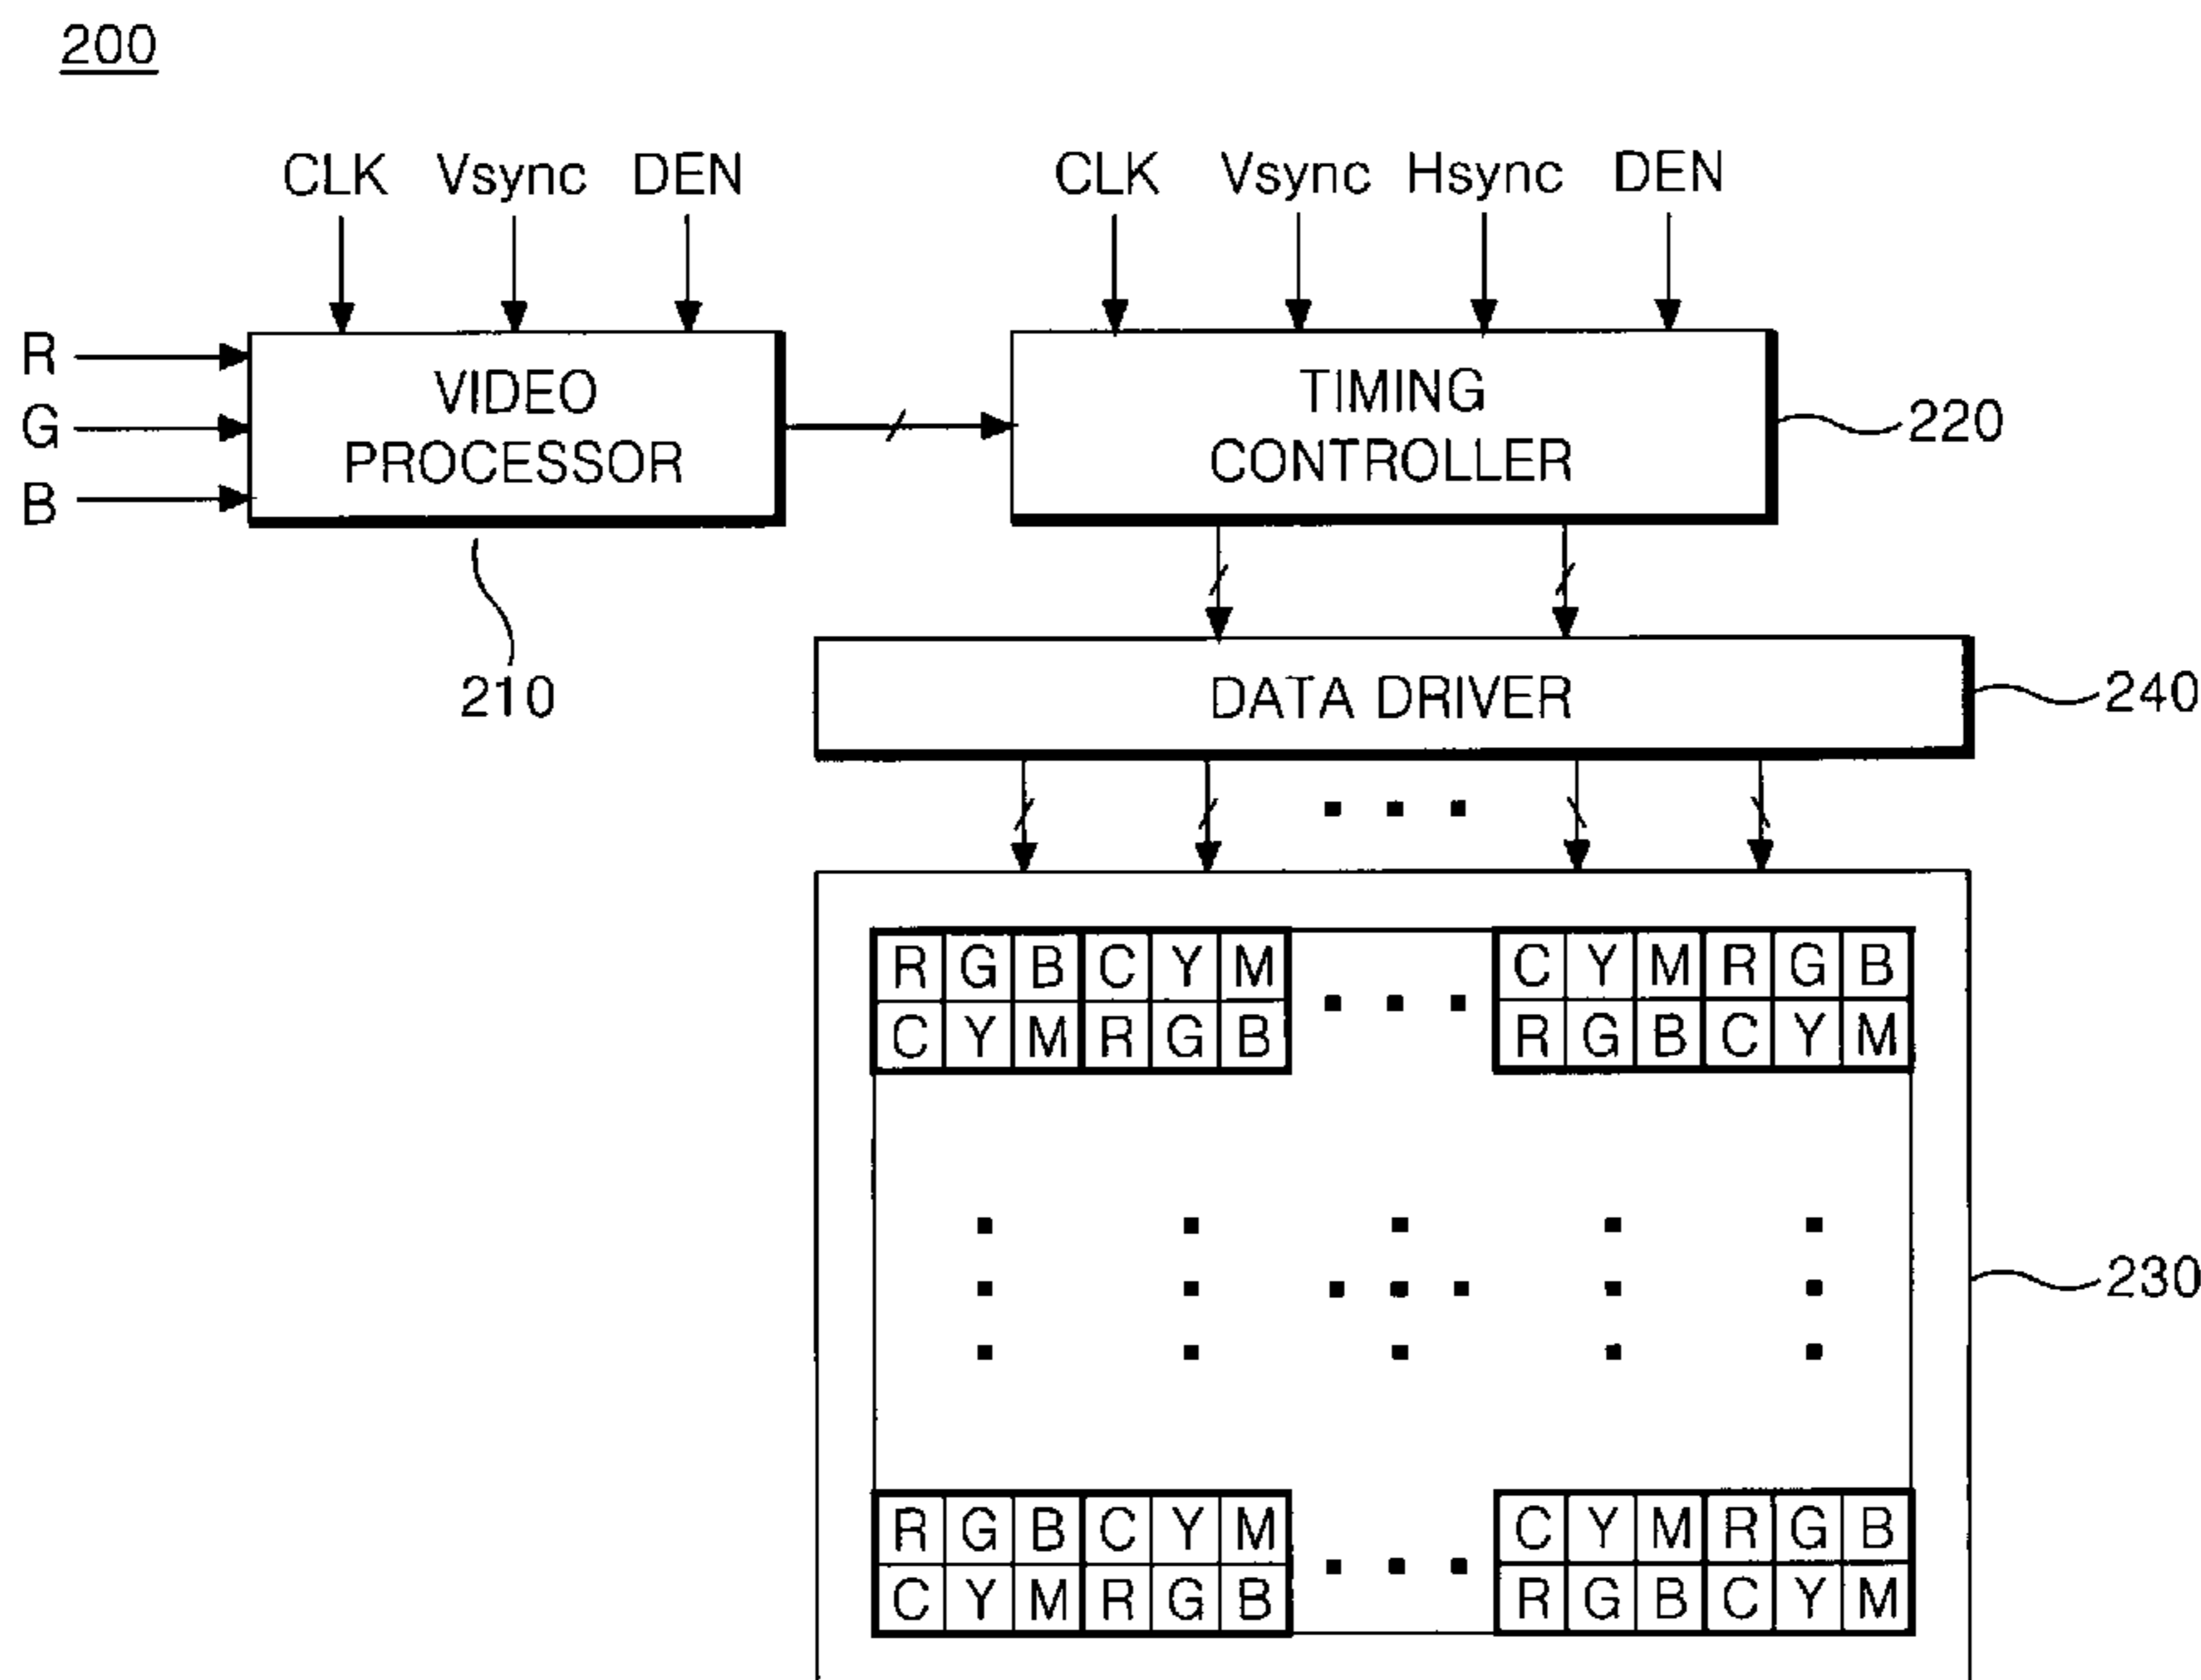 200
CLK Vsync DEN CLK Vsync Hsync DEN
R
G
B
VIDEO
PROCESSOR
TIMING
CONTROLLER
220
210
DATA DRIVER
240
R G B C Y M C Y M R G B
C Y M R G B R G B C Y M
230
R G B C Y M C Y M R G B
C Y M R G B R G B C Y M